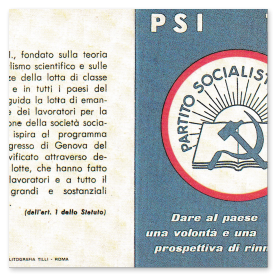 I., fondato sulla teoria
alismo scientifico e sulle
ze della lotta di classe
e in tutti i paesi del
guida la lotta di eman-
dei lavoratori per la
one della società socia-
ispira al programma
gresso di Genova del
vificato attraverso de-
lotte, che hanno fatto
lavoratori e a tutto il
grandi e sostanziali
(dall'art. 1 dello Statuto)
LITOGRAFIA TILLI - ROMA
PSI
PARTITO SOCIALIS
Dare al paese
una volontà e una
prospettiva di rinn